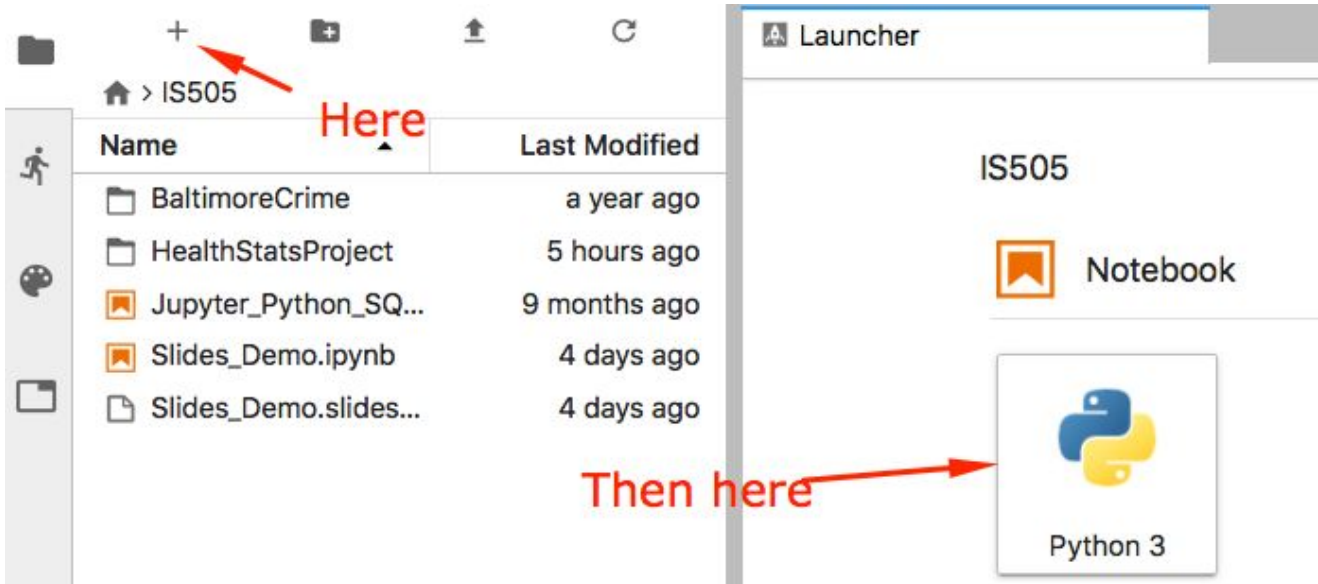 Launcher
> IS505
Here
Name Last Modified
BaltimoreCrime a year ago
HealthStatsProject 5 hours ago
Jupyter_Python_SQ... 9 months ago
Slides_Demo.ipynb 4 days ago
Slides_Demo.slides... 4 days ago
Then here
IS505
Notebook
Python 3